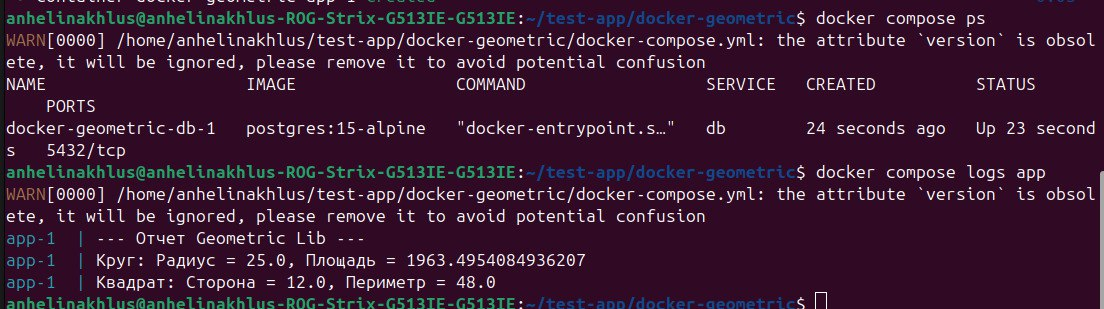 anhelinakhlus@anhelinakhlus-ROG-Strix-G513IE-G513IE:~/test-app/docker-geometric$ docker compose ps
WARN[0000] /home/anhelinakhlus/test-app/docker-geometric/docker-compose.yml: the attribute `version` is obsol
ete, it will be ignored, please remove it to avoid potential confusion
NAME                    IMAGE                COMMAND                  SERVICE   CREATED          STATUS
    PORTS
docker-geometric-db-1   postgres:15-alpine   "docker-entrypoint.s…"   db        24 seconds ago   Up 23 second
s   5432/tcp
anhelinakhlus@anhelinakhlus-ROG-Strix-G513IE-G513IE:~/test-app/docker-geometric$ docker compose logs app
WARN[0000] /home/anhelinakhlus/test-app/docker-geometric/docker-compose.yml: the attribute `version` is obsol
ete, it will be ignored, please remove it to avoid potential confusion
app-1  | --- Отчет Geometric Lib ---
app-1  | Круг: Радиус = 25.0, Площадь = 1963.4954084936207
app-1  | Квадрат: Сторона = 12.0, Периметр = 48.0
anhelinakhlus@anhelinakhlus-ROG-Strix-G513IE-G513IE:~/test-app/docker-geometric$